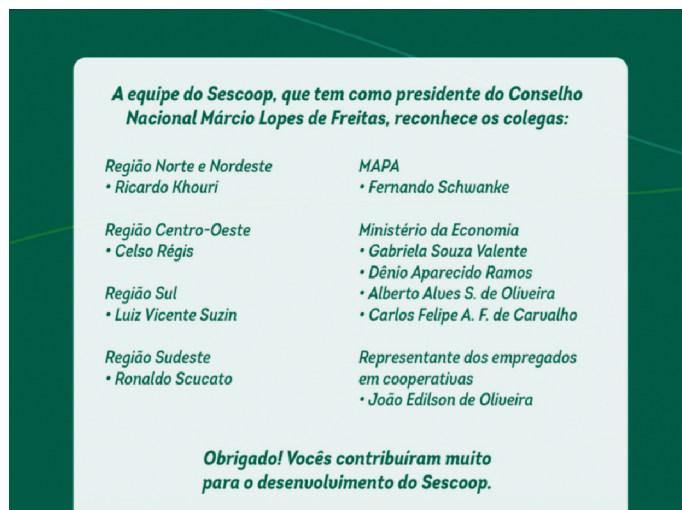 A equipe do Sescoop, que tem como presidente do Conselho
Nacional Márcio Lopes de Freitas, reconhece os colegas:
Região Norte e Nordeste
• Ricardo Khouri
Região Centro-Oeste
• Celso Régis
Região Sul
• Luiz Vicente Suzin
Região Sudeste
• Ronaldo Scucato
MAPA
• Fernando Schwanke
Ministério da Economia
• Gabriela Souza Valente
• Dênio Aparecido Ramos
• Alberto Alves S. de Oliveira
• Carlos Felipe A. F. de Carvalho
Representante dos empregados
em cooperativas
• João Edilson de Oliveira
Obrigado! Vocês contribuíram muito
para o desenvolvimento do Sescoop.